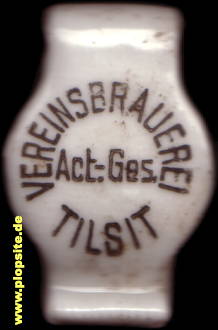 VEREINSBRAUEREI
Act.-Ges.
TILSIT
www.plopsite.de